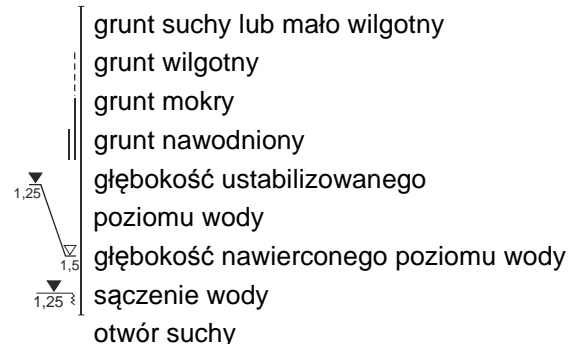 grunt suchy lub mało wilgotny
grunt wilgotny
grunt mokry
grunt nawodniony
głębokość ustabilizowanego
1,25
poziomu wody
głębokość nawierconego poziomu wody
1,5
sączenie wody
1,25
otwór suchy